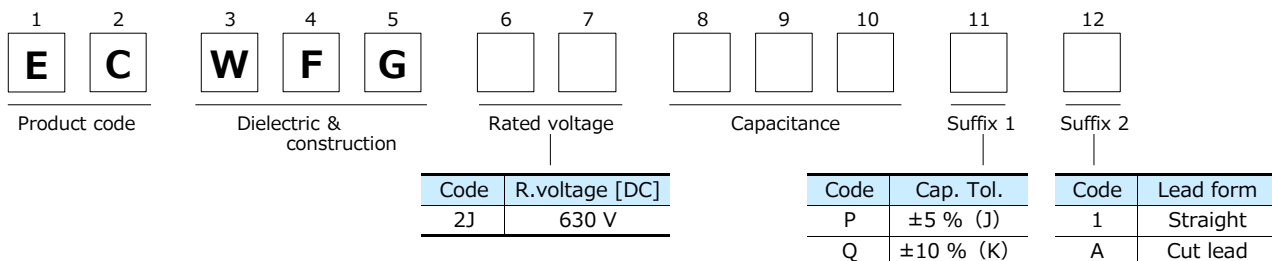 1 2 3 4 5 6 7 8 9 10 11 12
E C W F G
Product code Dielectric & construction Rated voltage Capacitance Suffix 1 Suffix 2
Code R.voltage [DC]
2J 630 V
Code Cap. Tol.
P ±5 % (J)
Q ±10 % (K)
Code Lead form
1 Straight
A Cut lead